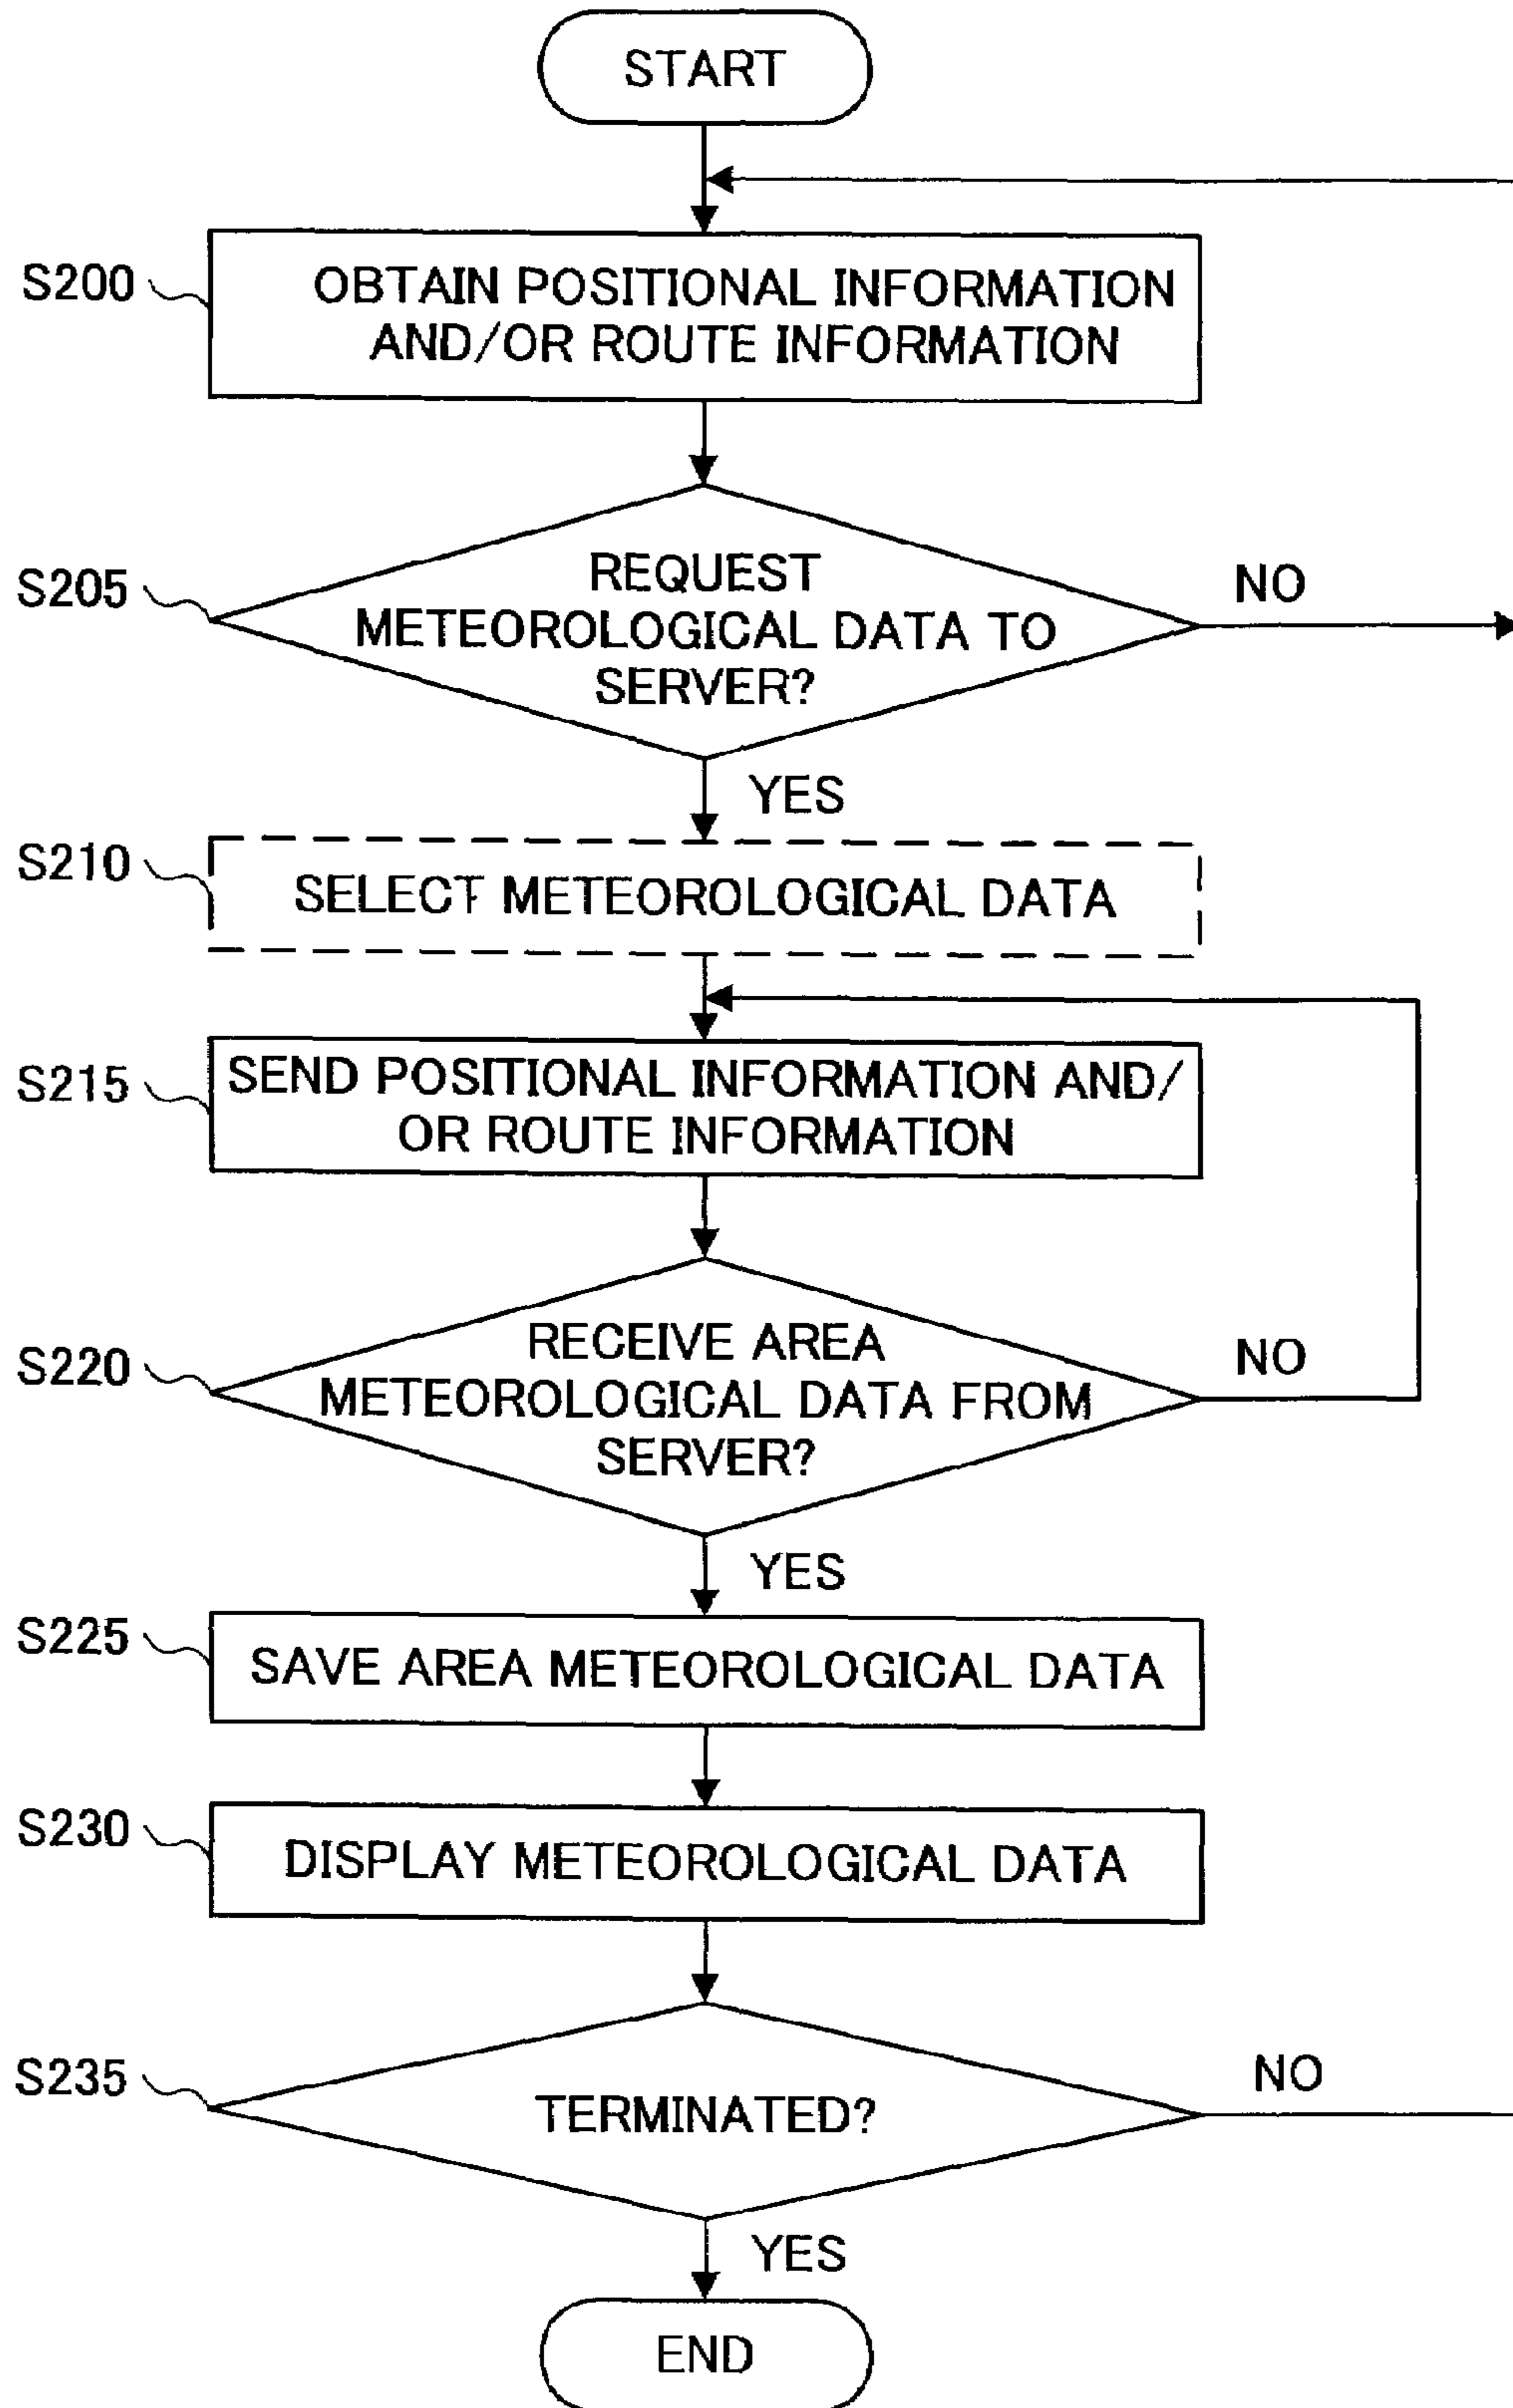 START
S200
OBTAIN POSITIONAL INFORMATION
AND/OR ROUTE INFORMATION
S205
REQUEST
METEOROLOGICAL DATA TO
SERVER?
NO
YES
S210
SELECT METEOROLOGICAL DATA
S215
SEND POSITIONAL INFORMATION AND/
OR ROUTE INFORMATION
S220
RECEIVE AREA
METEOROLOGICAL DATA FROM
SERVER?
NO
YES
S225
SAVE AREA METEOROLOGICAL DATA
S230
DISPLAY METEOROLOGICAL DATA
S235
TERMINATED?
NO
YES
END